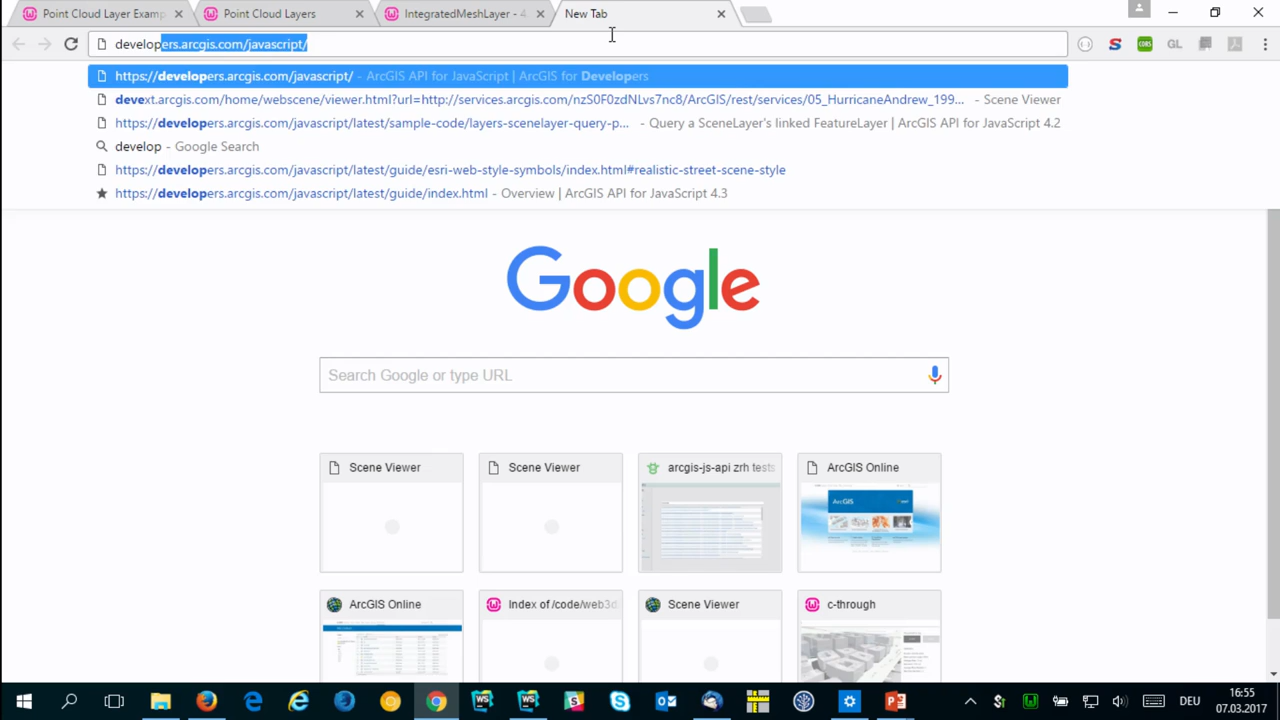 Point Cloud Layer Examp
Point Cloud Layers
IntegratedMeshLayer - 4
New Tab
developers.arcgis.com/javascript/
GL
https://developers.arcgis.com/javascript/ - ArcGIS API for JavaScript | ArcGIS for Developers
devext.arcgis.com/home/webscene/viewer.html?url=http://services.arcgis.com/nzS0F0zdNLvs7nc8/ArcGIS/rest/services/05_HurricaneAndrew_199... - Scene Viewer
https://developers.arcgis.com/javascript/latest/sample-code/layers-scenelayer-query-p... - Query a SceneLayer's linked FeatureLayer | ArcGIS API for JavaScript 4.2
develop - Google Search
https://developers.arcgis.com/javascript/latest/guide/esri-web-style-symbols/index.html#realistic-street-scene-style
https://developers.arcgis.com/javascript/latest/guide/index.html - Overview | ArcGIS API for JavaScript 4.3
Google
Search Google or type URL
Scene Viewer
Scene Viewer
arcgis-js-api zrh tests
ArcGIS Online
ArcGIS
ArcGIS Online
Index of /code/web3d
Scene Viewer
c-through
DEU
16:55
07.03.2017